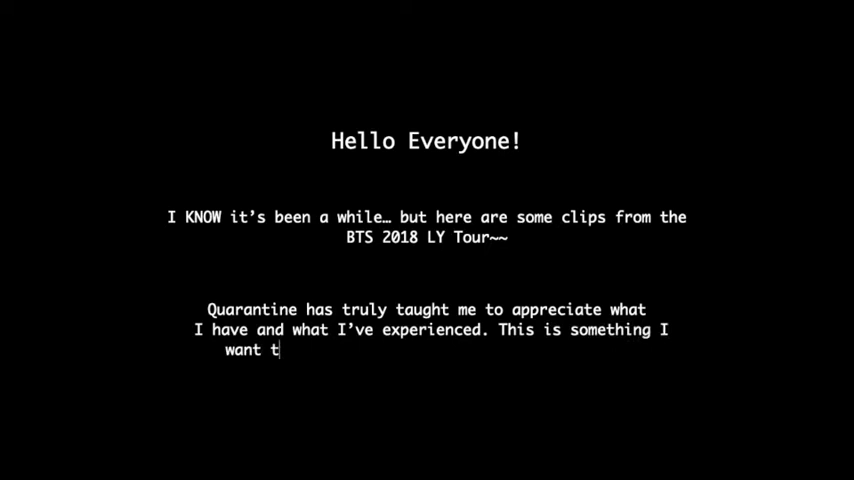 Hello Everyone!
I KNOW it's been a while… but here are some clips from the
BTS 2018 LY Tour~~
Quarantine has truly taught me to appreciate what
I have and what I've experienced. This is something I
want t